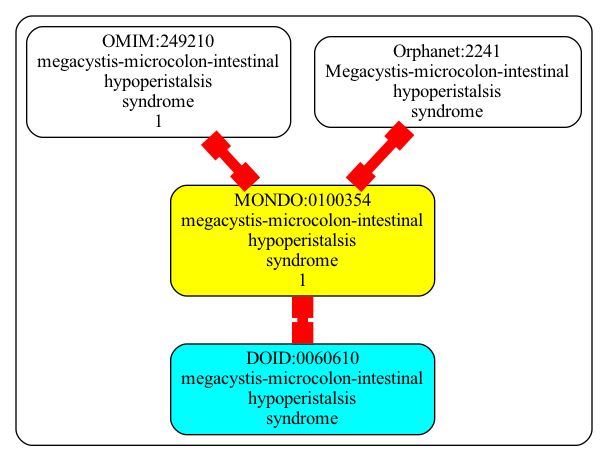 OMIM:249210
megacystis-microcolon-intestinal
hypoperistalsis
syndrome
1
Orphanet:2241
Megacystis-microcolon-intestinal
hypoperistalsis
syndrome
MONDO:0100354
megacystis-microcolon-intestinal
hypoperistalsis
syndrome
1
DOID:0060610
megacystis-microcolon-intestinal
hypoperistalsis
syndrome